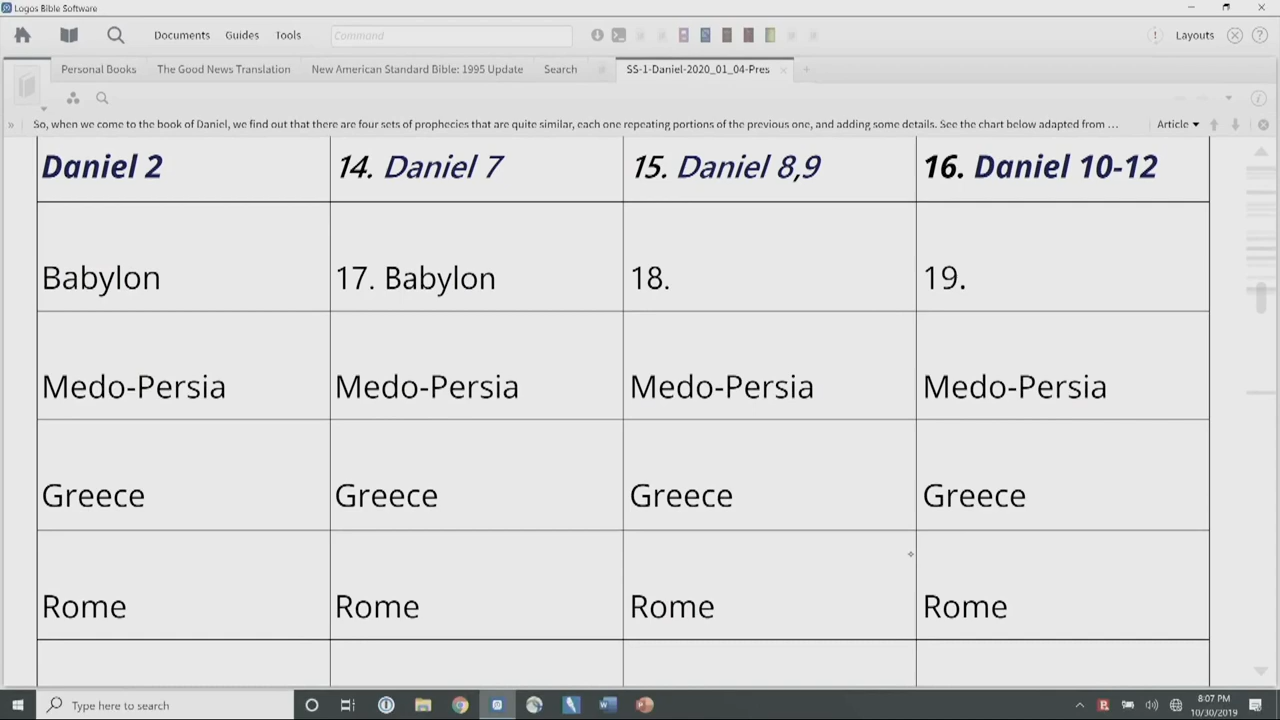 Logos Bible Software
Documents Guides Tools Command Layouts
Personal Books The Good News Translation New American Standard Bible: 1995 Update Search SS-1-Daniel-2020_01_04-Pres
So, when we come to the book of Daniel, we find out that there are four sets of prophecies that are quite similar, each one repeating portions of the previous one, and adding some details. See the chart below adapted from ... Article
Daniel 2 14. Daniel 7 15. Daniel 8,9 16. Daniel 10-12
Babylon 17. Babylon 18. 19.
Medo-Persia Medo-Persia Medo-Persia Medo-Persia
Greece Greece Greece Greece
Rome Rome Rome Rome
Type here to search
8:07 PM
10/30/2019